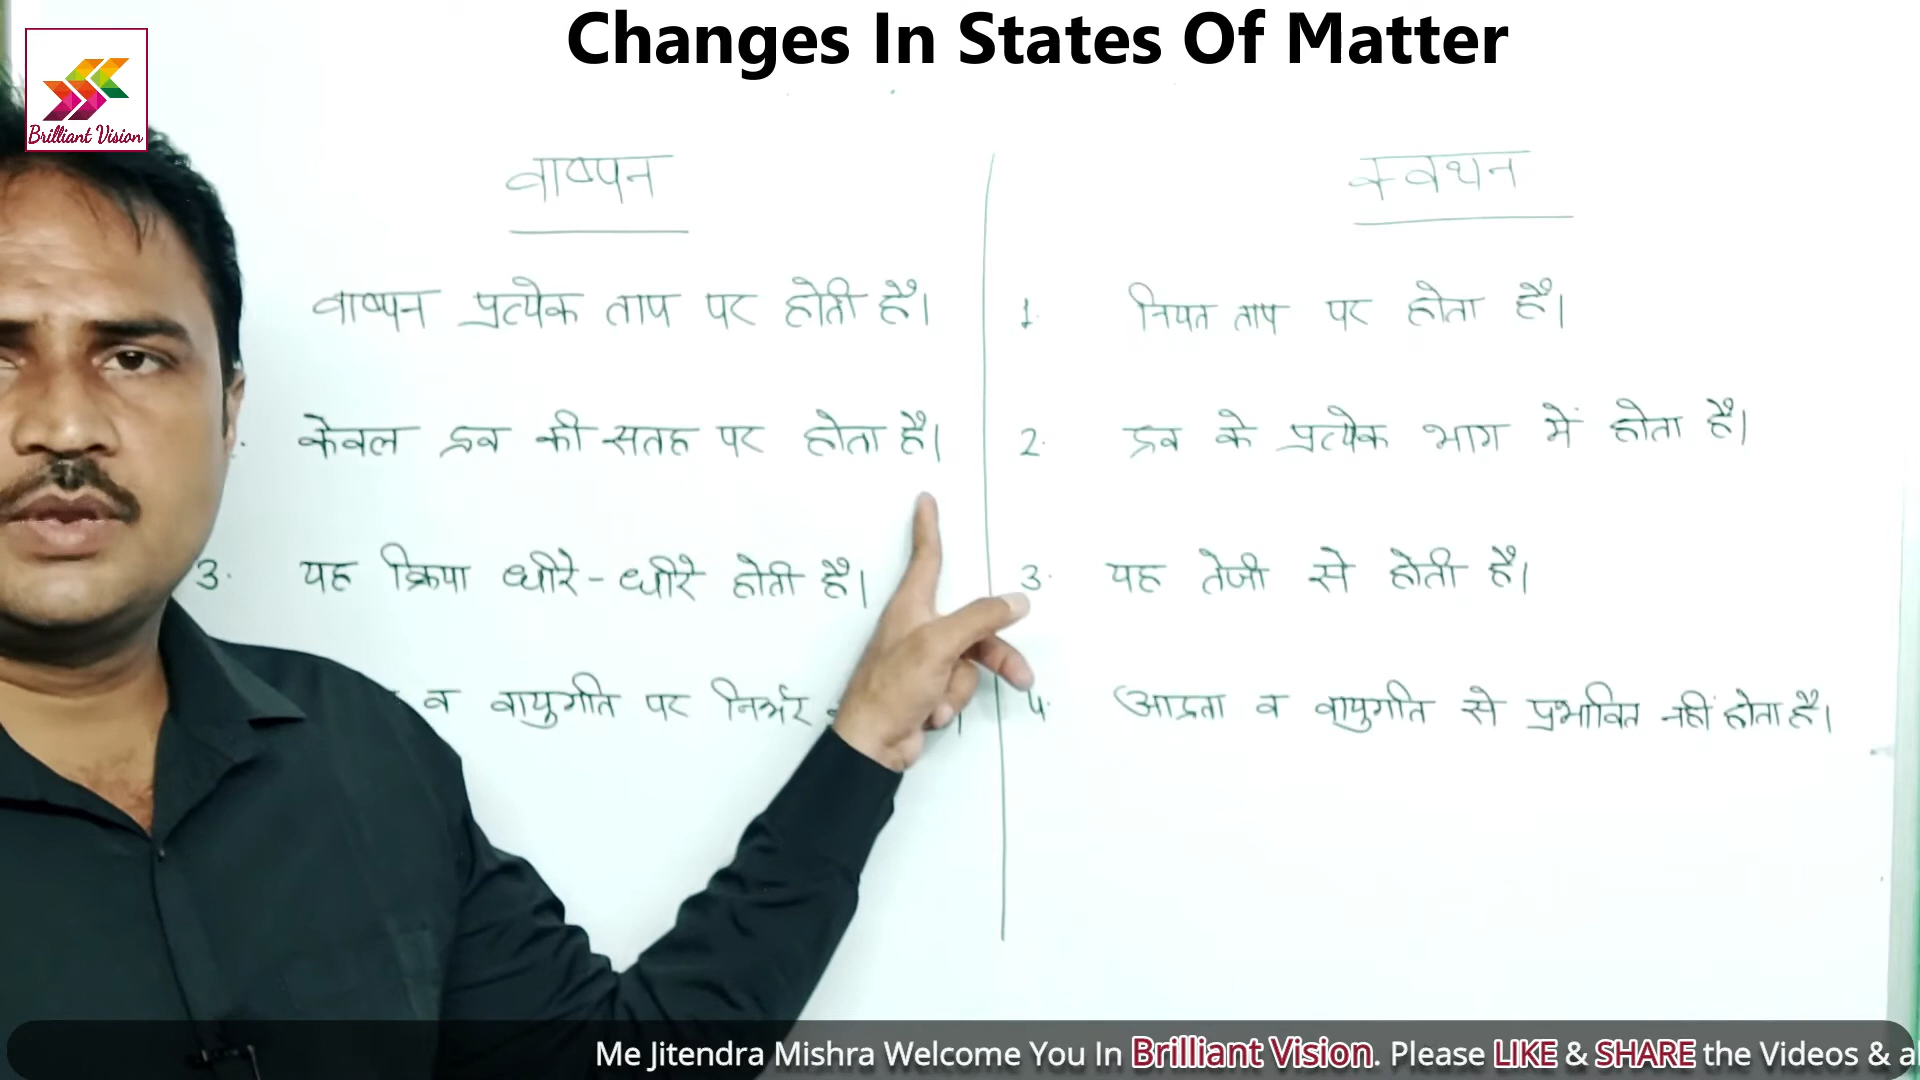 Changes In States Of Matter
Brilliant Vision
वाष्पन
वाष्पन प्रत्येक ताप पर होती है।
केवल द्रव की सतह पर होता है।
3. यह क्रिया धीरे-धीरे होती है।
व वायुगति पर निर्भर
क्वथन
1. नियत ताप पर होता है।
2. द्रव के प्रत्येक भाग में होता है।
3. यह तेजी से होती है।
4. आद्रता व वायुगति से प्रभावित नहीं होता है।
Me Jitendra Mishra Welcome You In Brilliant Vision. Please LIKE & SHARE the Videos & a